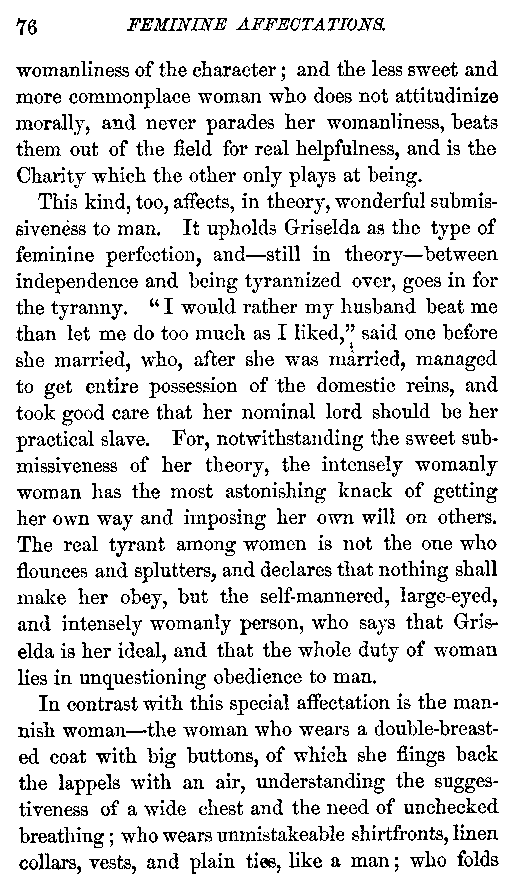 76 FEMININE AFFECTATIONS.
womanliness of the character; and the less sweet and
more commonplace woman who does not attitudinize
morally, and never parades her womanliness, beats
them out of the field for real helpfulness, and is the
Charity which the other only plays at being.
This kind, too, affects, in theory, wonderful submis-
siveness to man. It upholds Griselda as the type of
feminine perfection, and—still in theory—between
independence and being tyrannized over, goes in for
the tyranny. "I would rather my husband beat me
than let me do too much as I liked," said one before
she married, who, after she was married, managed
to get entire possession of the domestic reins, and
took good care that her nominal lord should be her
practical slave. For, notwithstanding the sweet sub-
missiveness of her theory, the intensely womanly
woman has the most astonishing knack of getting
her own way and imposing her own will on others.
The real tyrant among women is not the one who
flounces and splutters, and declares that nothing shall
make her obey, but the self-mannered, large-eyed,
and intensely womanly person, who says that Gris-
elda is her ideal, and that the whole duty of woman
lies in unquestioning obedience to man.
In contrast with this special affectation is the man-
nish woman—the woman who wears a double-breast-
ed coat with big buttons, of which she flings back
the lappels with an air, understanding the sugges-
tiveness of a wide chest and the need of unchecked
breathing; who wears unmistakeable shirtfronts, linen
collars, vests, and plain ties, like a man; who folds